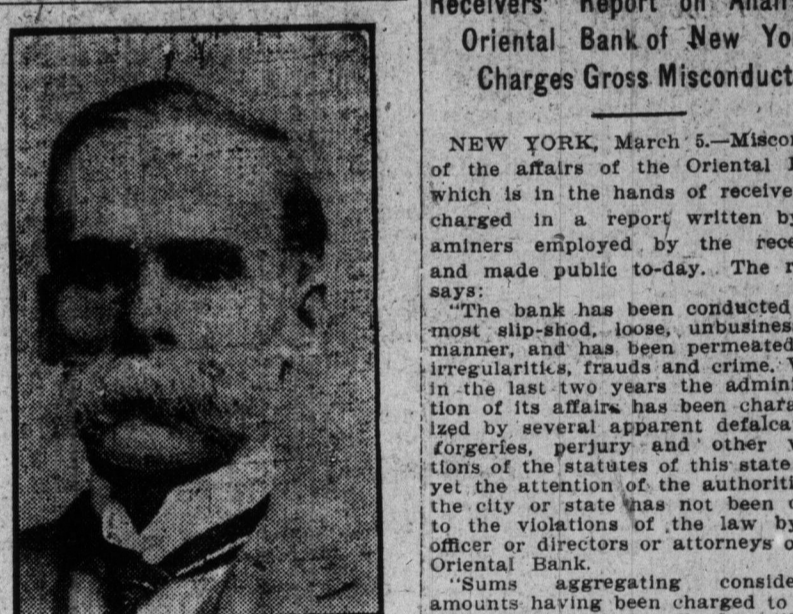 Receivers' Report on Affair
Oriental Bank of New Yo
Charges Gross Misconduct
NEW YORK, March 5.—Miscon
of the affairs of the Oriental
which is in the hands of receive
charged in a report written by
aminers employed by the rece
and made public to-day. The r
says:
"The bank has been conducted
most slip-shod, loose, unbusines
manner, and has been permeated
irregularities, frauds and crime.
in the last two years the admini
tion of its affairs has been chara
ized by several apparent defalca
forgeries, perjury and other v
tions of the statutes of this state
yet the attention of the authoriti
the city or state has not been
to the violations of the law by
officer or directors or attorneys o
Oriental Bank.
"Sums aggregating conside
amounts having been charged to